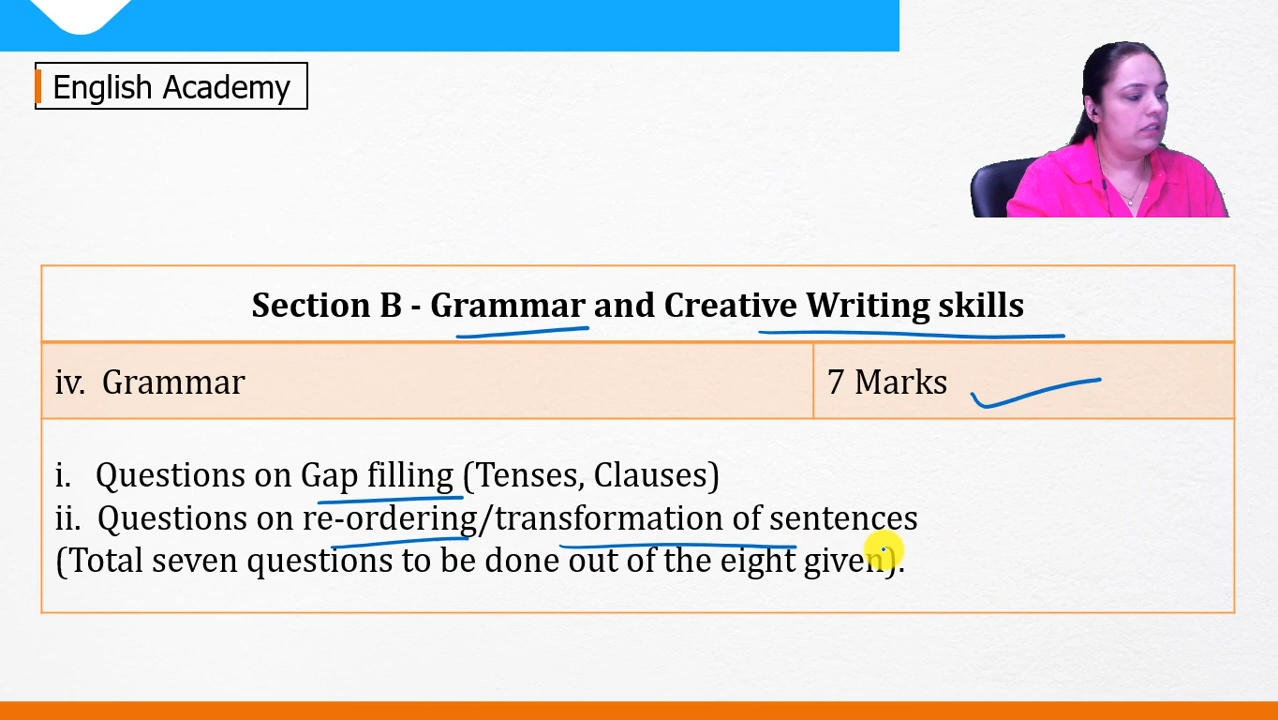 English Academy
Section B - Grammar and Creative Writing skills
iv. Grammar
7 Marks
i. Questions on Gap filling (Tenses, Clauses)
ii. Questions on re-ordering/transformation of sentences
(Total seven questions to be done out of the eight given).